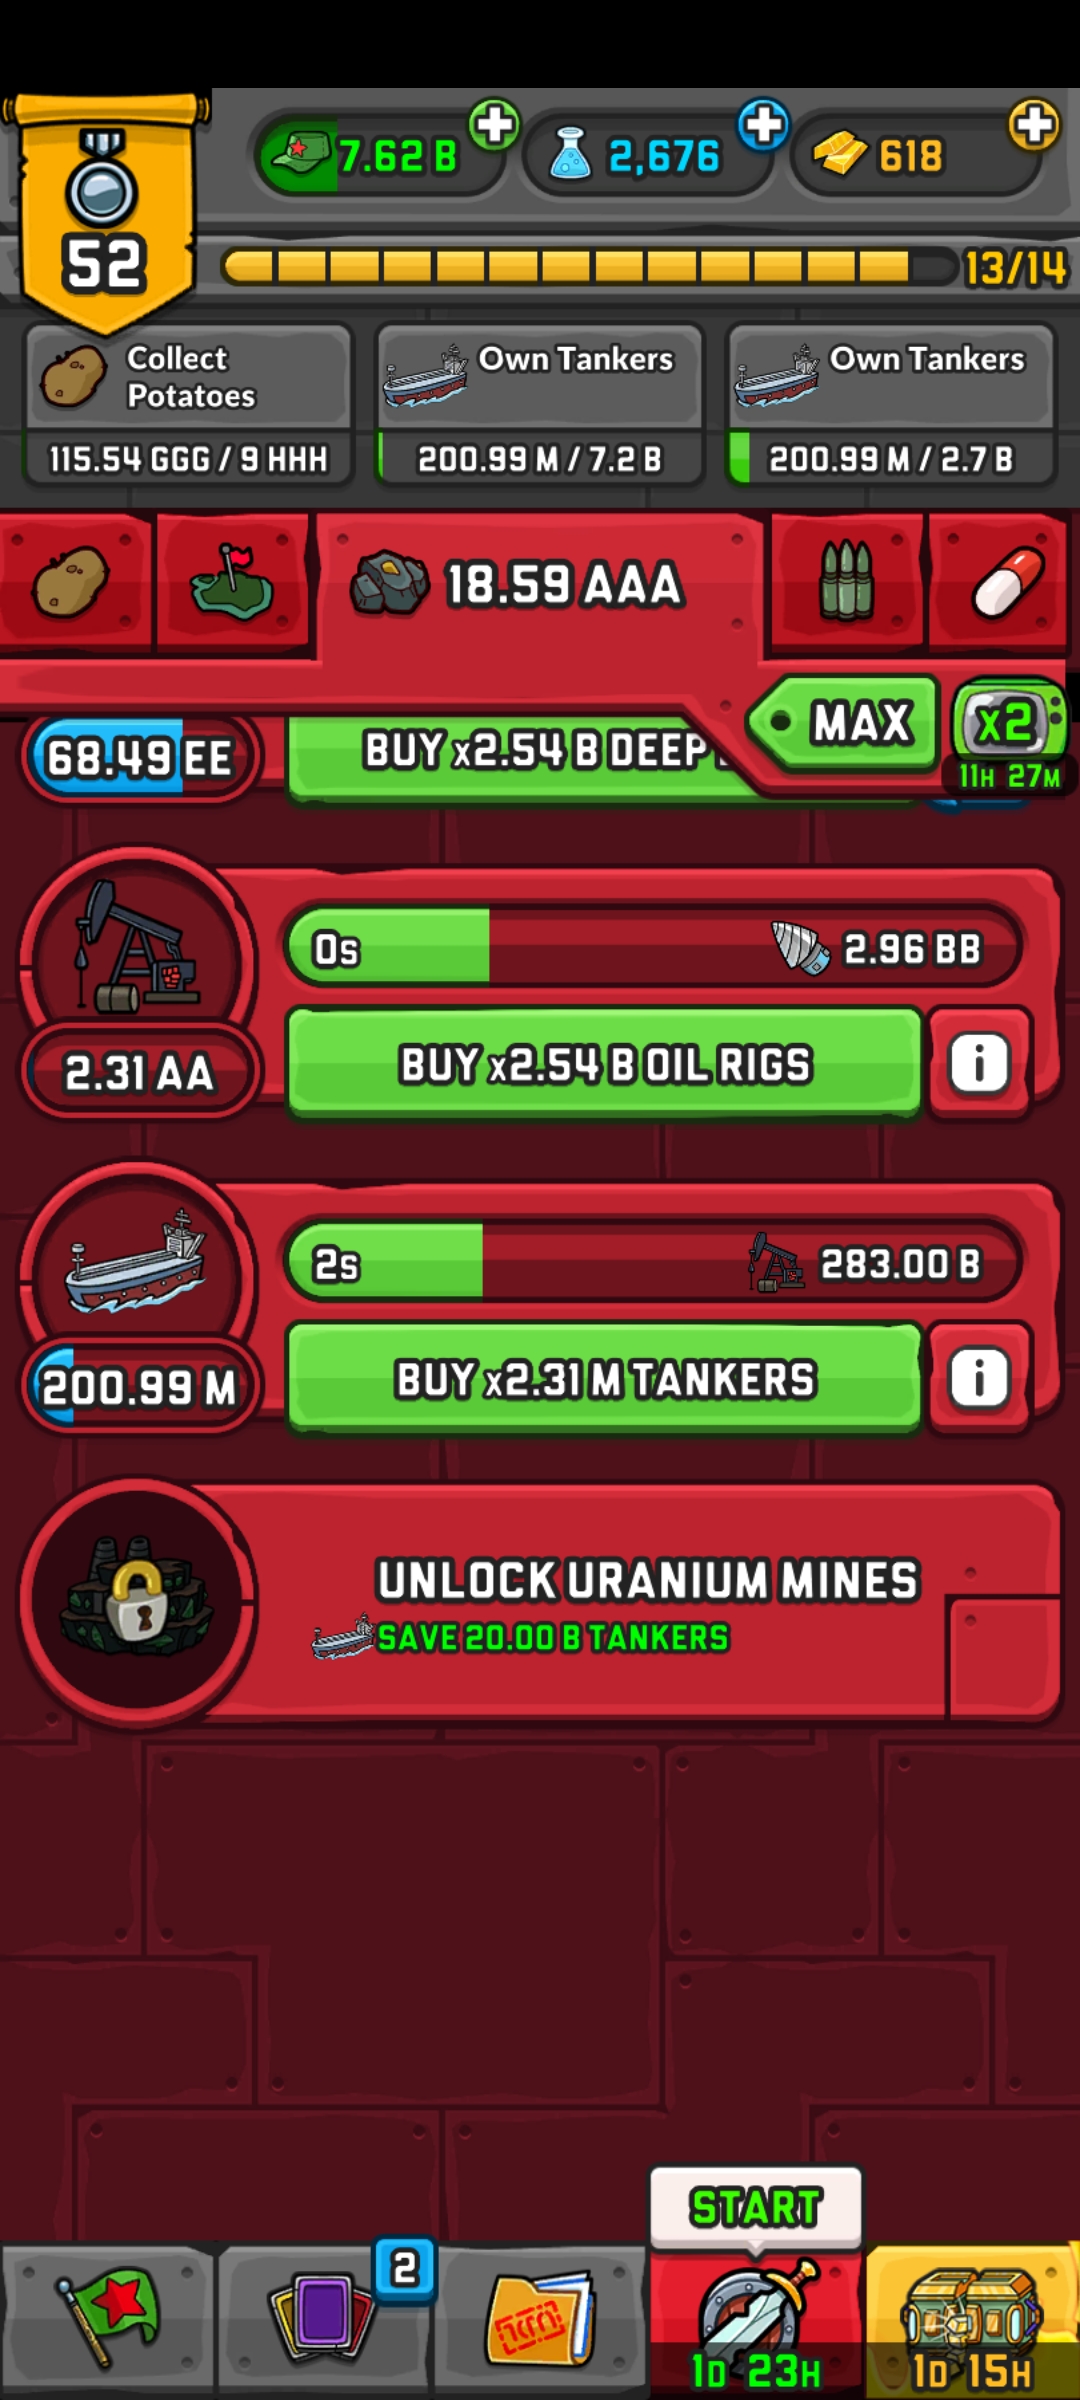 7.62 B
2,676
618
52
13/14
Collect
Potatoes
115.54 GGG / 9 HHH
Own Tankers
200.99 M / 7.2 B
Own Tankers
200.99 M / 2.7 B
18.59 AAA
MAX
x2
11H 27M
68.49 EE
BUY x2.54 B DEEP
0s
2.96 BB
2.31 AA
BUY x2.54 B OIL RIGS
i
2s
283.00 B
200.99 M
BUY x2.31 M TANKERS
i
UNLOCK URANIUM MINES
SAVE 20.00 B TANKERS
START
2
1D 23H
1D 15H